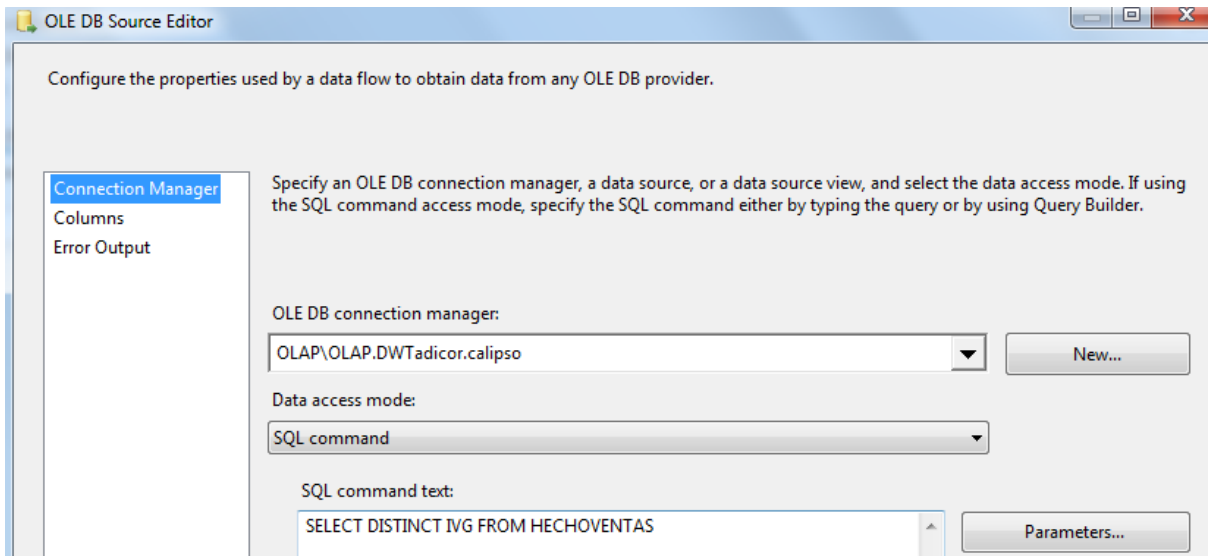 OLE DB Source Editor
Configure the properties used by a data flow to obtain data from any OLE DB provider.
Connection Manager
Columns
Error Output
Specify an OLE DB connection manager, a data source, or a data source view, and select the data access mode. If using
the SQL command access mode, specify the SQL command either by typing the query or by using Query Builder.
OLE DB connection manager:
OLAP\OLAP.DWTadicor.calipso
New...
Data access mode:
SQL command
SQL command text:
SELECT DISTINCT IVG FROM HECHOVENTAS
Parameters...